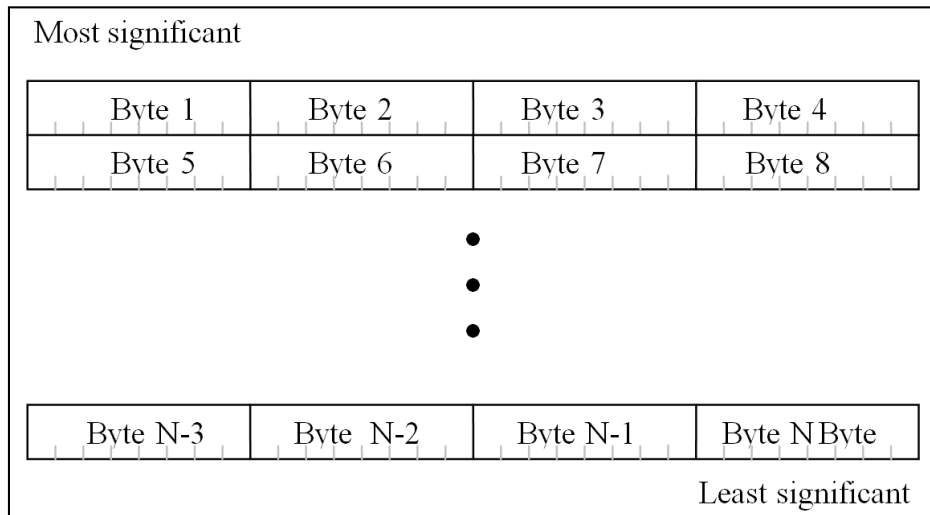 Most significant
Byte 1 Byte 2 Byte 3 Byte 4
Byte 5 Byte 6 Byte 7 Byte 8
Byte N-3 Byte N-2 Byte N-1 Byte N Byte
Least significant